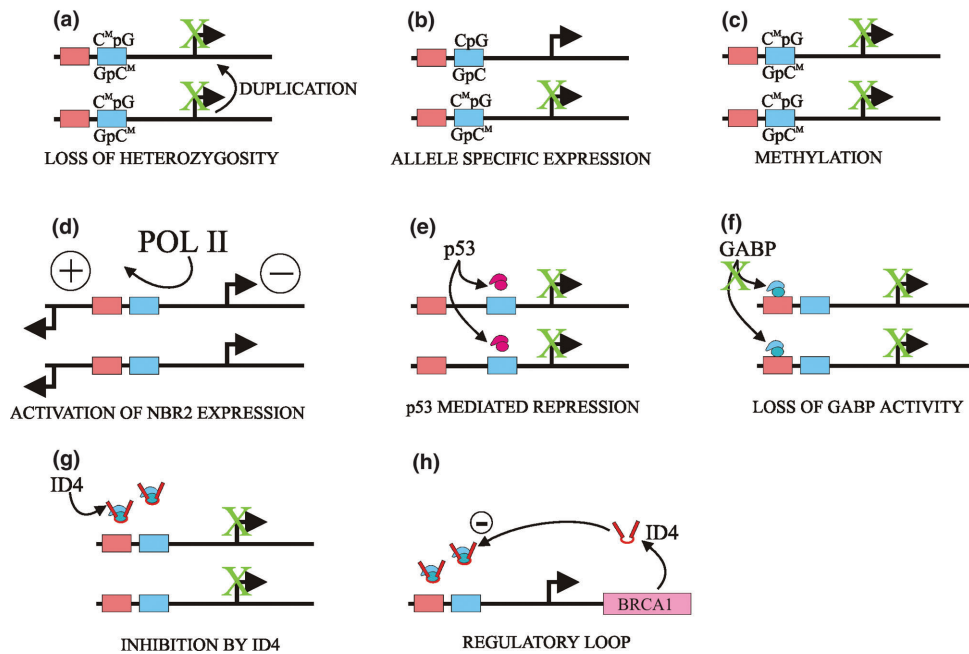 (a)
CᴹpG
GpCᴹ
X
DUPLICATION
CᴹpG
GpCᴹ
X
LOSS OF HETEROZYGOSITY
(b)
CpG
GpC
CᴹpG
GpCᴹ
X
ALLELE SPECIFIC EXPRESSION
(c)
CᴹpG
GpCᴹ
X
CᴹpG
GpCᴹ
X
METHYLATION
(d)
POL II
+
−
ACTIVATION OF NBR2 EXPRESSION
(e)
p53
X
X
p53 MEDIATED REPRESSION
(f)
GABP
X
X
X
LOSS OF GABP ACTIVITY
(g)
ID4
X
X
INHIBITION BY ID4
(h)
-
ID4
BRCA1
REGULATORY LOOP